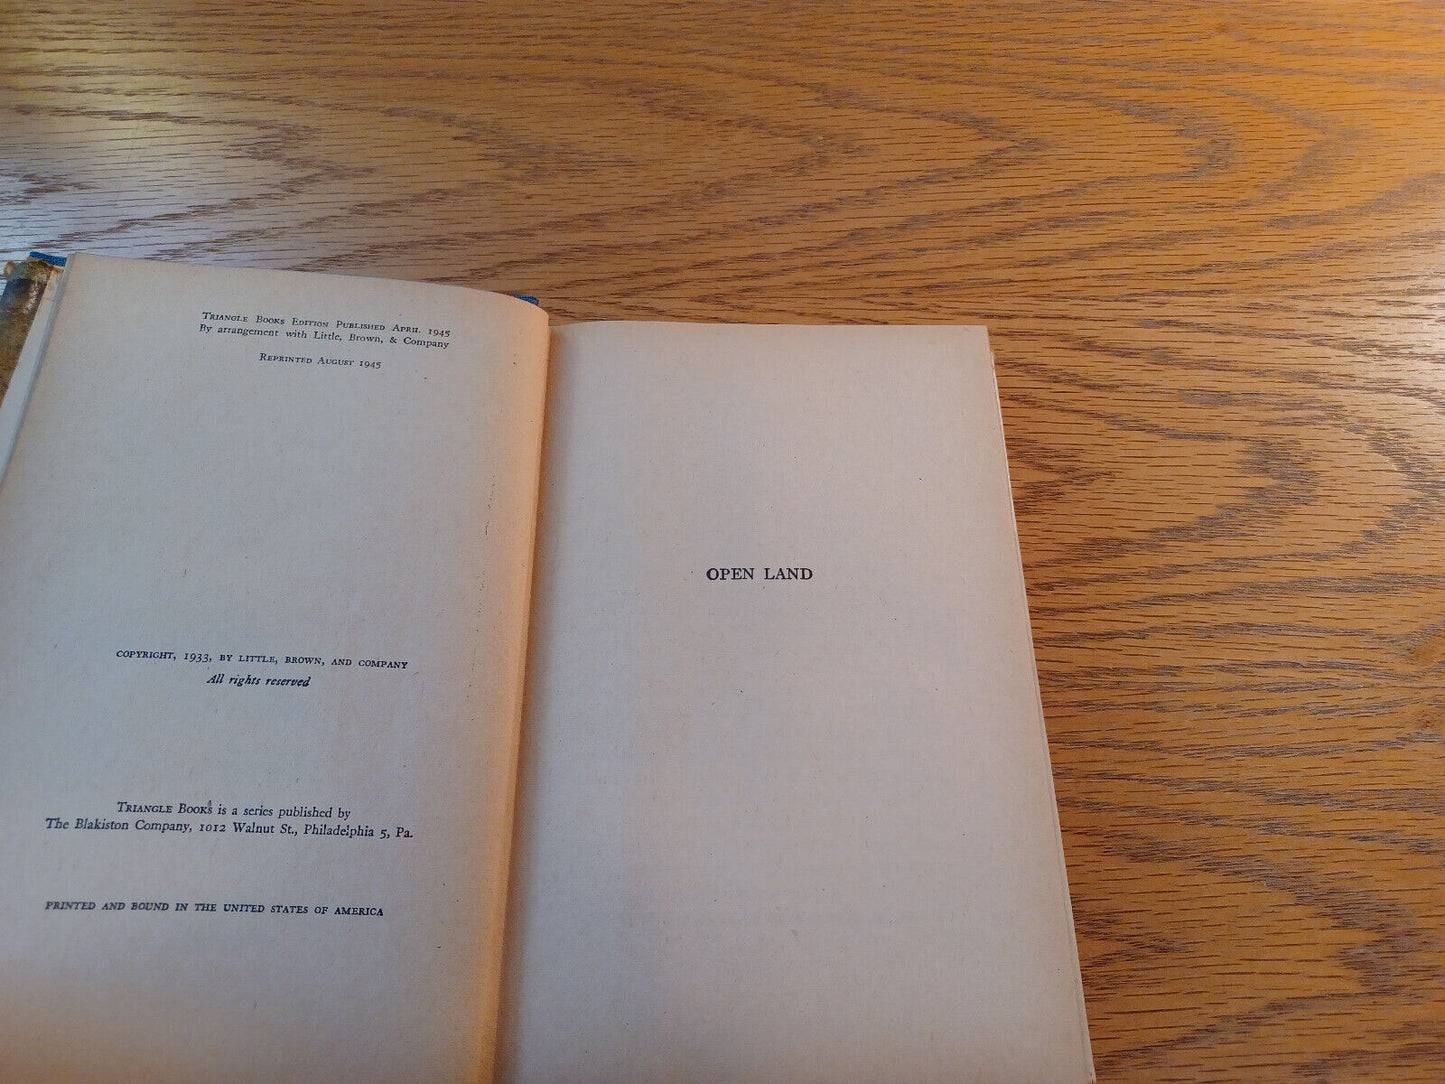 TRIANGLE BOOKS EDITION PUBLISHED APRIL 1945
By arrangement with Little, Brown, & Company
REPRINTED AUGUST 1945
COPYRIGHT, 1933, BY LITTLE, BROWN, AND COMPANY
All rights reserved
TRIANGLE BOOKS is a series published by
The Blakiston Company, 1012 Walnut St., Philadelphia 5, Pa.
PRINTED AND BOUND IN THE UNITED STATES OF AMERICA
OPEN LAND